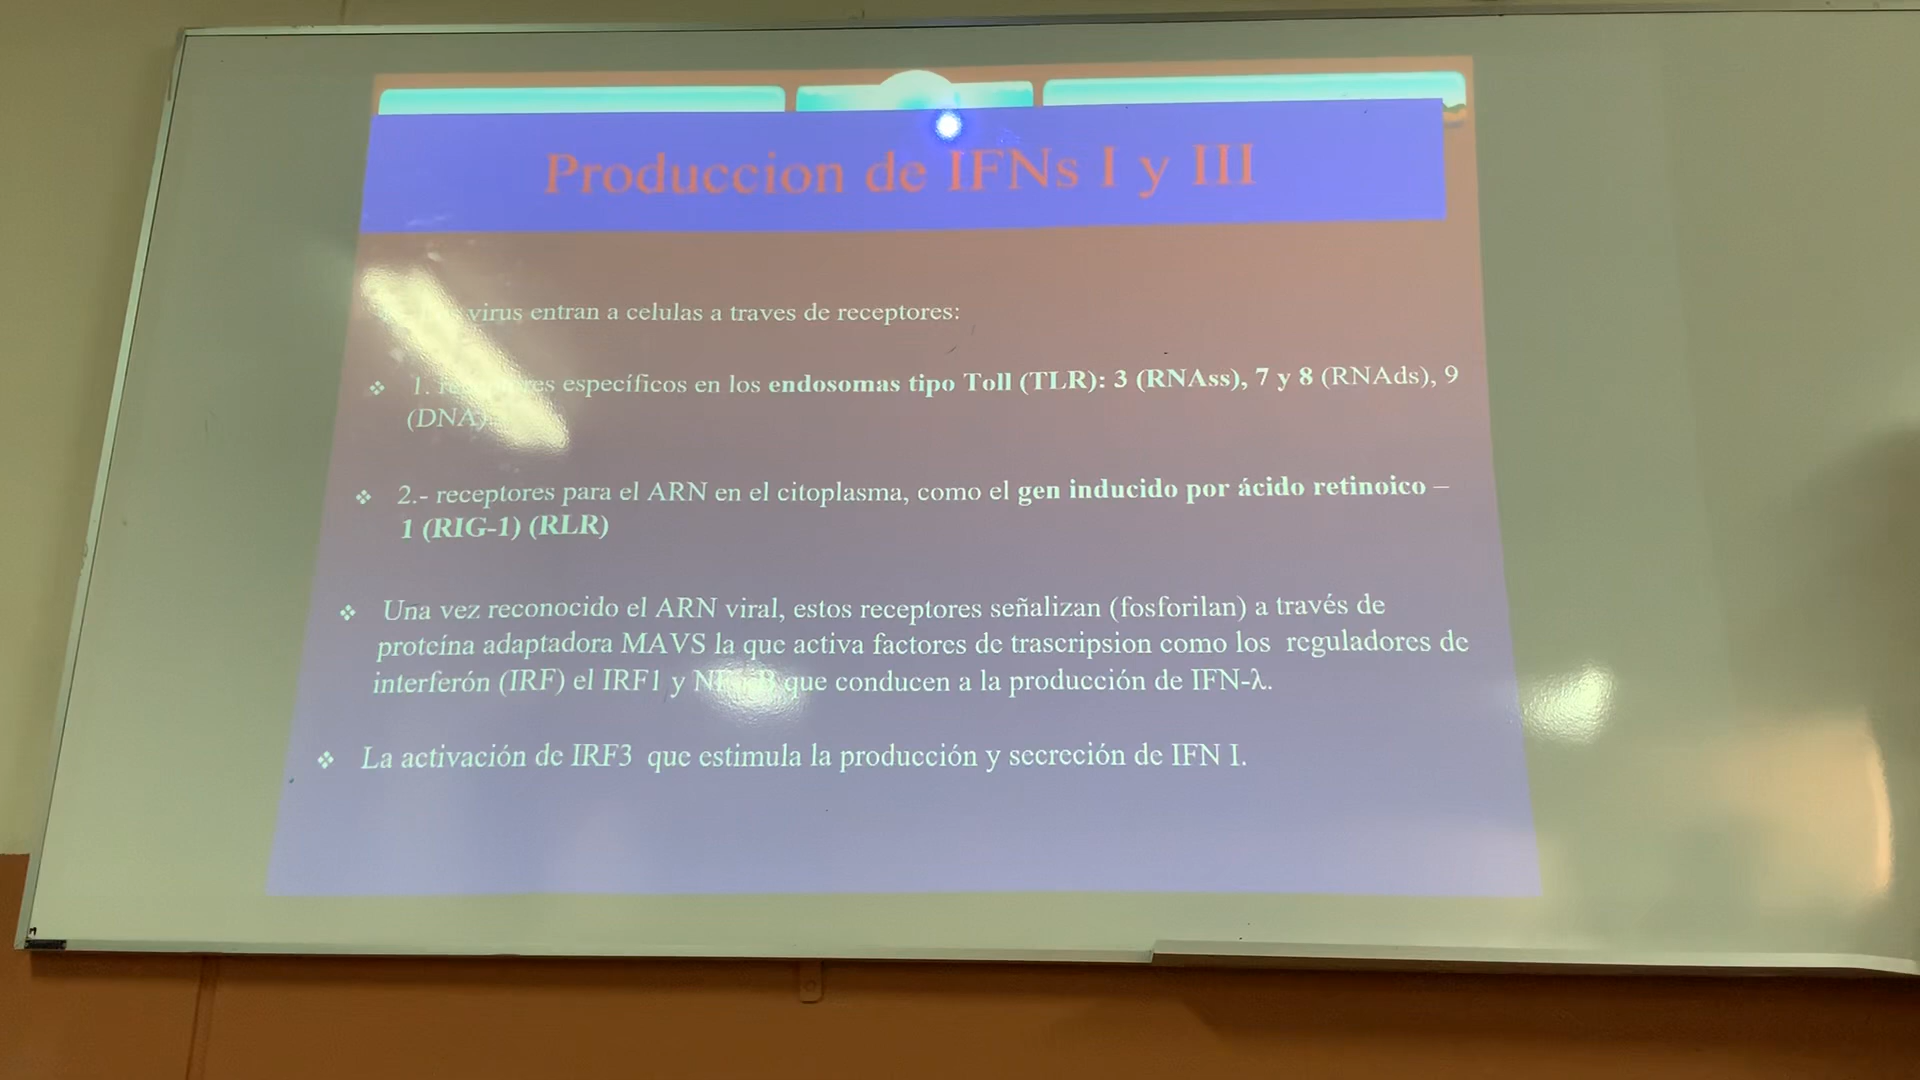 Produccion de IFNs I y III
virus entran a celulas a traves de receptores:
1. específicos en los endosomas tipo Toll (TLR): 3 (RNAss), 7 y 8 (RNAds), 9
(DNA)
2.- receptores para el ARN en el citoplasma, como el gen inducido por ácido retinoico –
1 (RIG-1) (RLR)
Una vez reconocido el ARN viral, estos receptores señalizan (fosforilan) a través de
proteína adaptadora MAVS la que activa factores de trascripsion como los reguladores de
interferón (IRF) el IRF1 y que conducen a la producción de IFN-λ.
La activación de IRF3 que estimula la producción y secreción de IFN I.